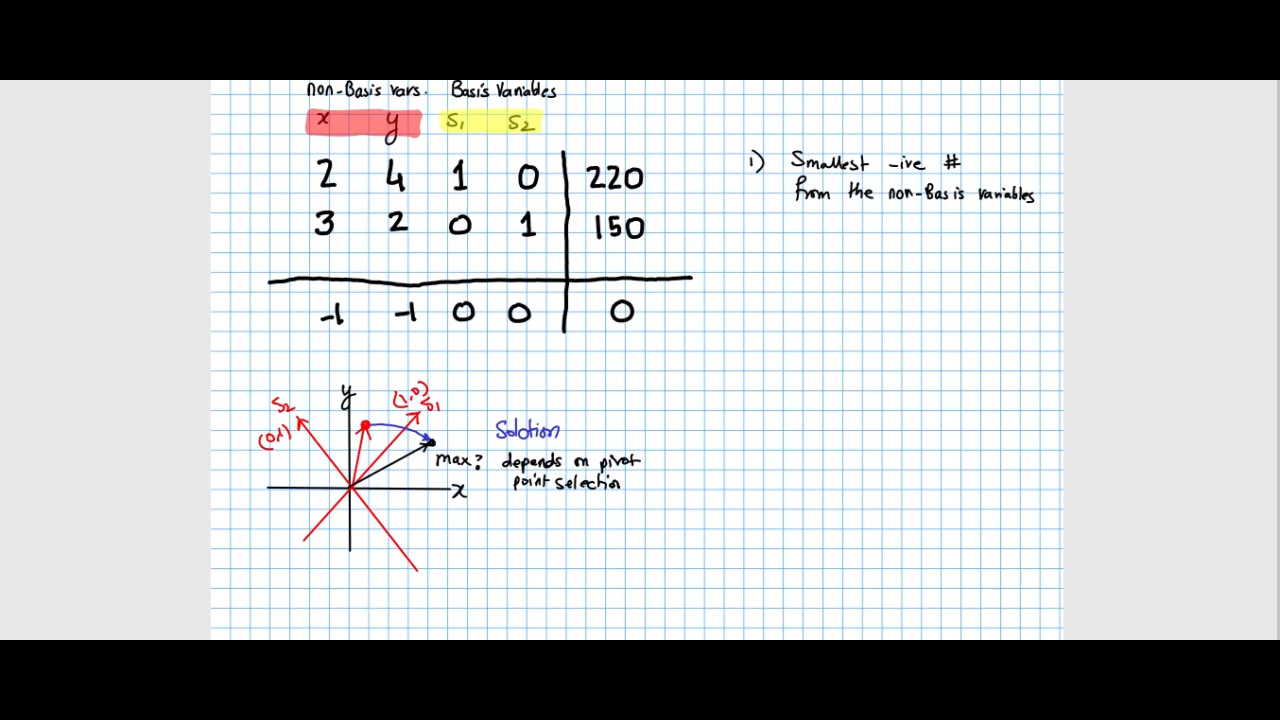 non-Basis vars. Basis Variables
x y S1 S2
2 4 1 0 220
3 2 0 1 150
-1 -1 0 0 0
i) Smallest -ive #
from the non-Basis variables
y
S2
(0,1)
(1,0)
S1
x
max?
Solution
depends on pivot
point selection